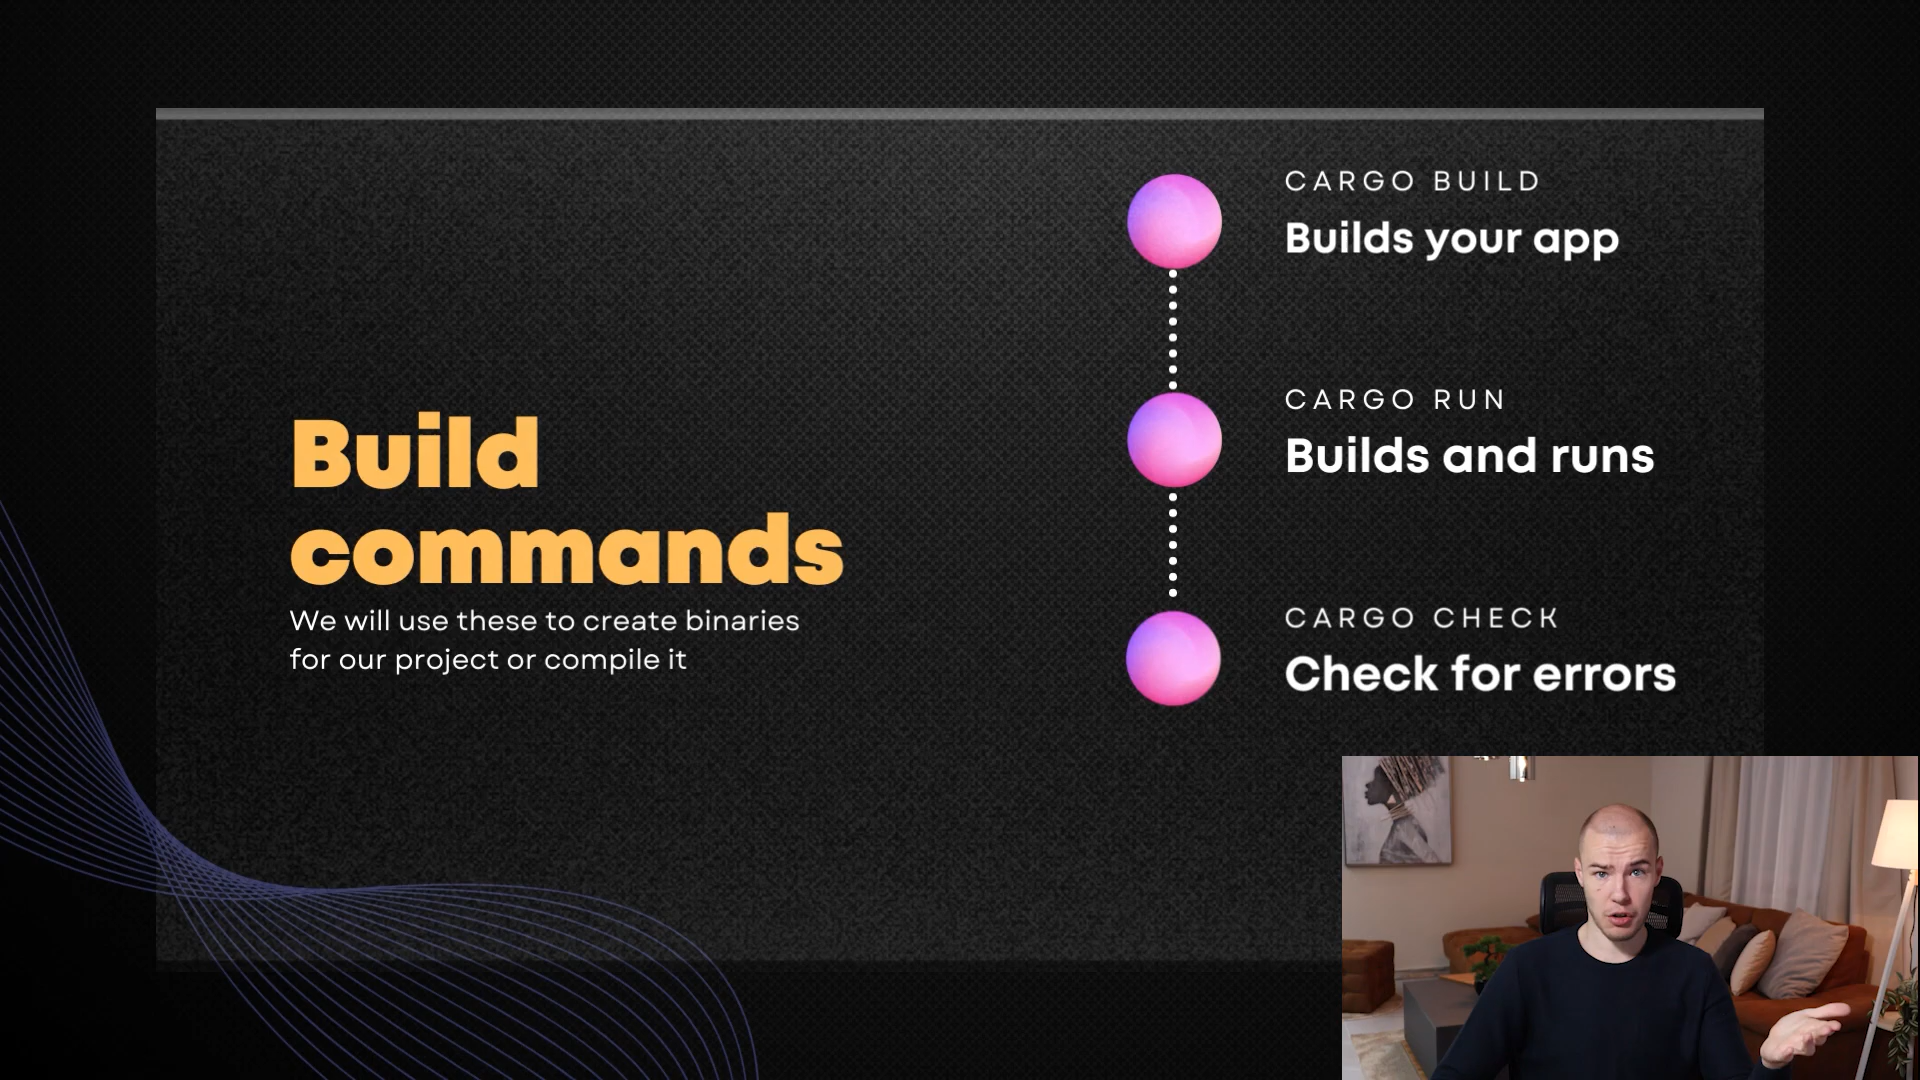 Build
commands
We will use these to create binaries
for our project or compile it
CARGO BUILD
Builds your app
CARGO RUN
Builds and runs
CARGO CHECK
Check for errors